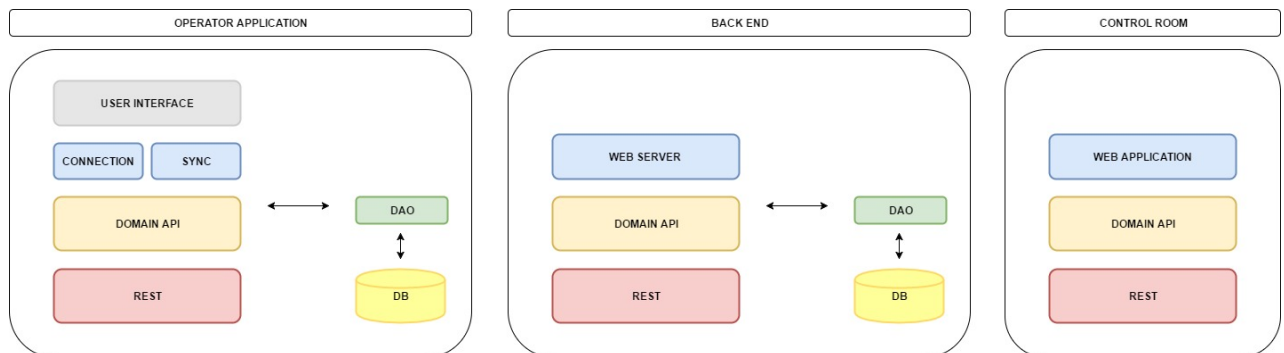 OPERATOR APPLICATION
USER INTERFACE
CONNECTION
SYNC
DOMAIN API
DAO
REST
DB
BACK END
WEB SERVER
DOMAIN API
DAO
REST
DB
CONTROL ROOM
WEB APPLICATION
DOMAIN API
REST